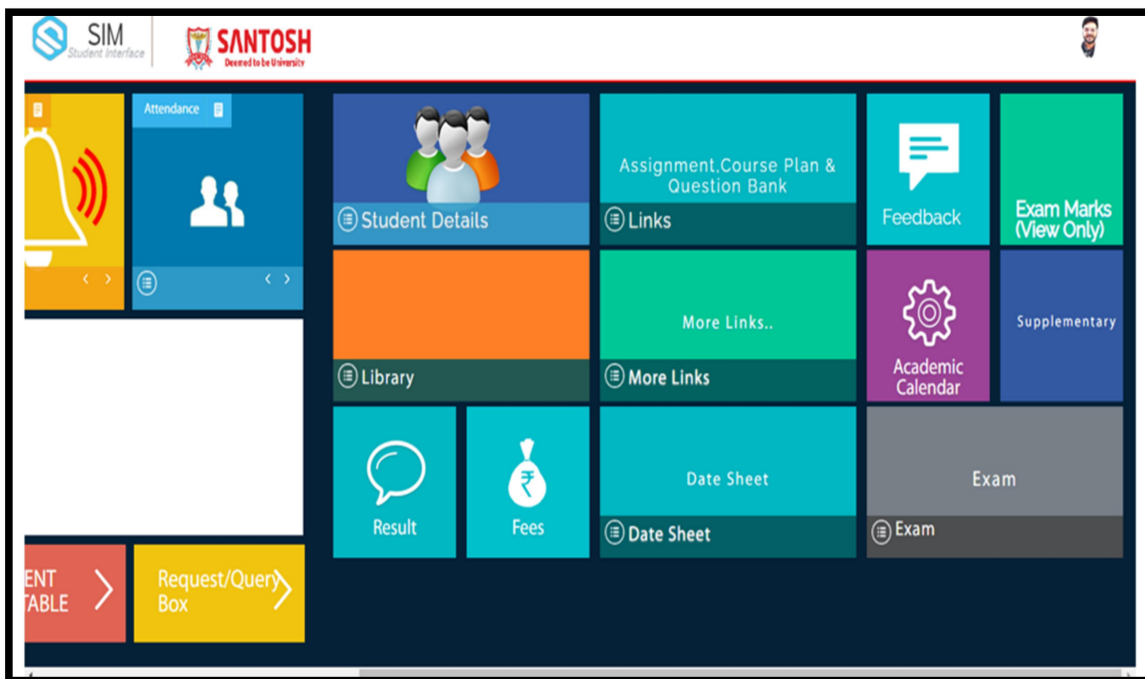 SIM
Student Interface
SANTOSH
Deemed to be University
Attendance
Student Details
Assignment,Course Plan &
Question Bank
Links
Feedback
Exam Marks
(View Only)
Library
More Links..
More Links
Academic
Calendar
Supplementary
Result
Fees
Date Sheet
Date Sheet
Exam
Exam
ENT
TABLE
Request/Query
Box